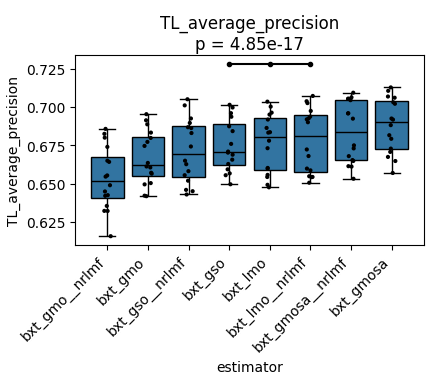 TL_average_precision
p = 4.85e-17
TL_average_precision
0.725
0.700
0.675
0.650
0.625
bxt_gmo__nrlmf
bxt_gmo
bxt_gso__nrlmf
bxt_gso
bxt_lmo
bxt_lmo__nrlmf
bxt_gmosa__nrlmf
bxt_gmosa
estimator